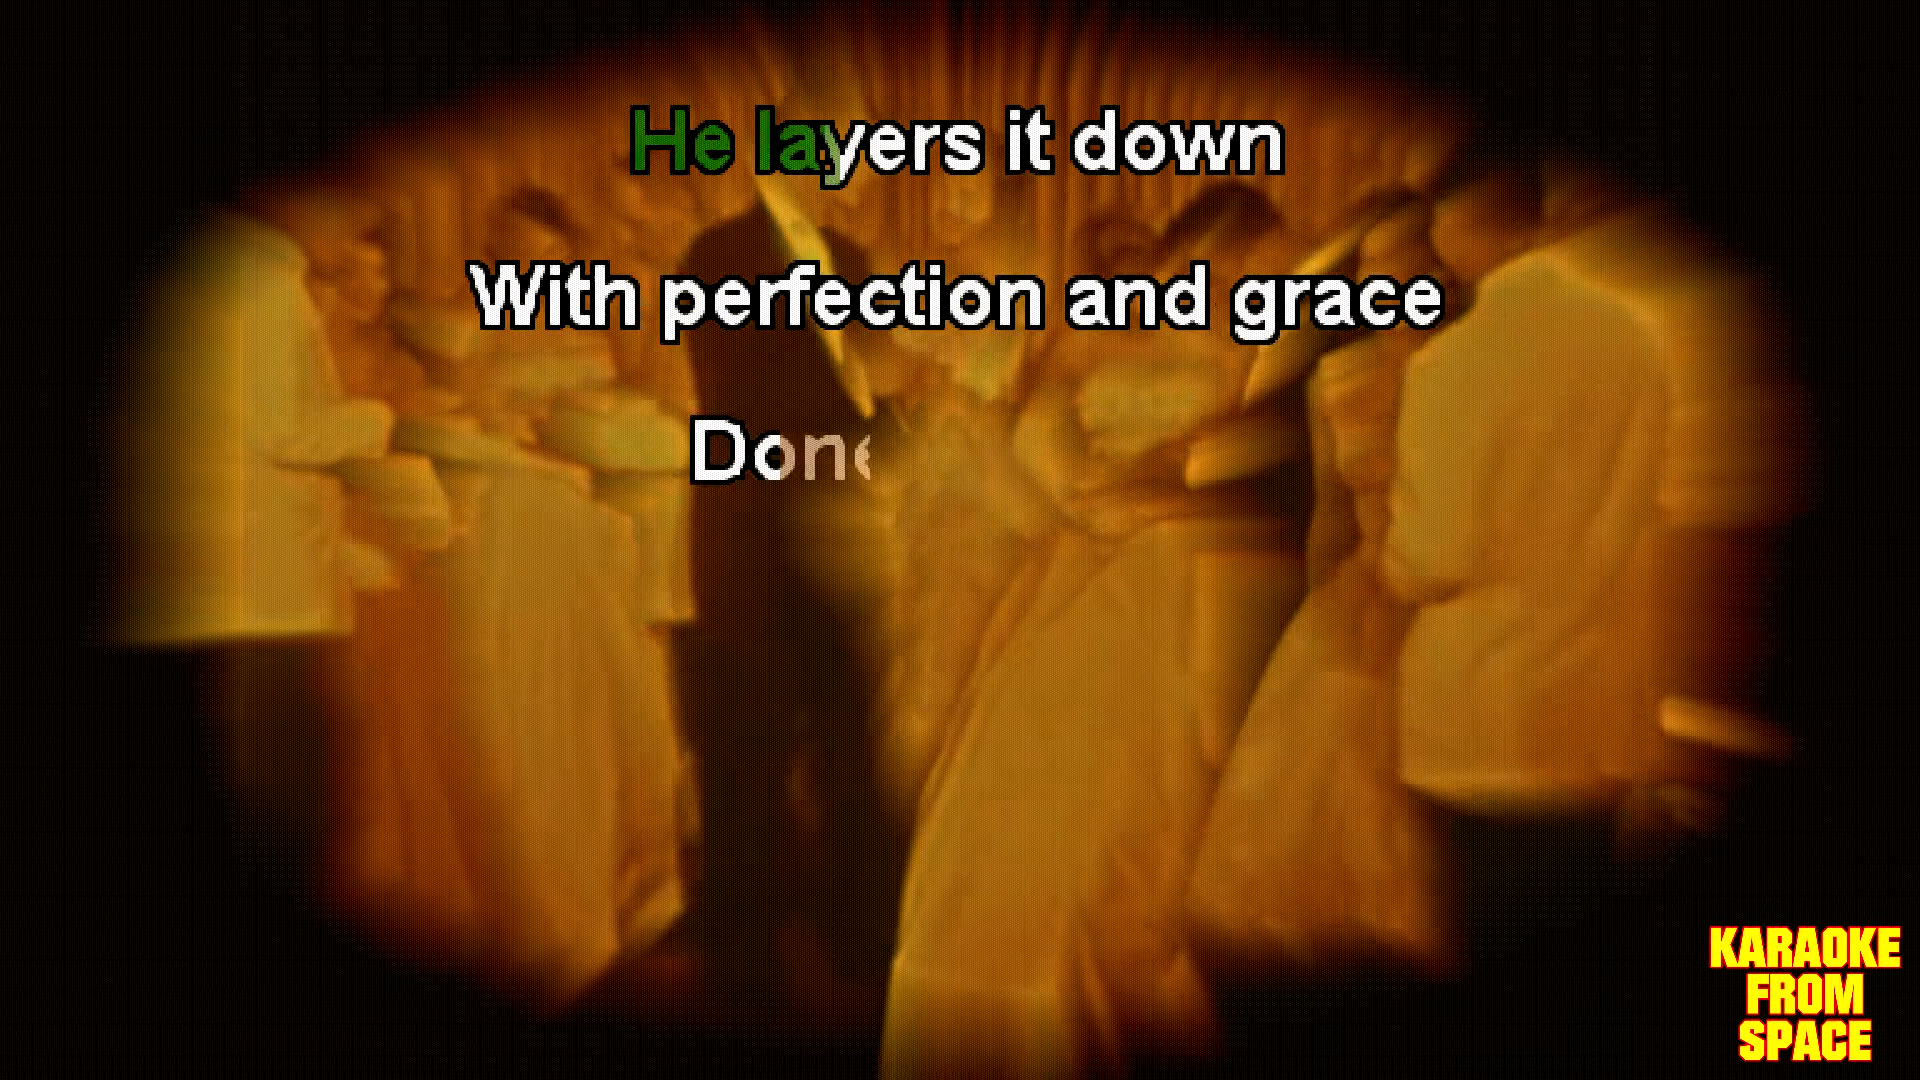 He layers it down
With perfection and grace
Done
KARAOKE
FROM
SPACE